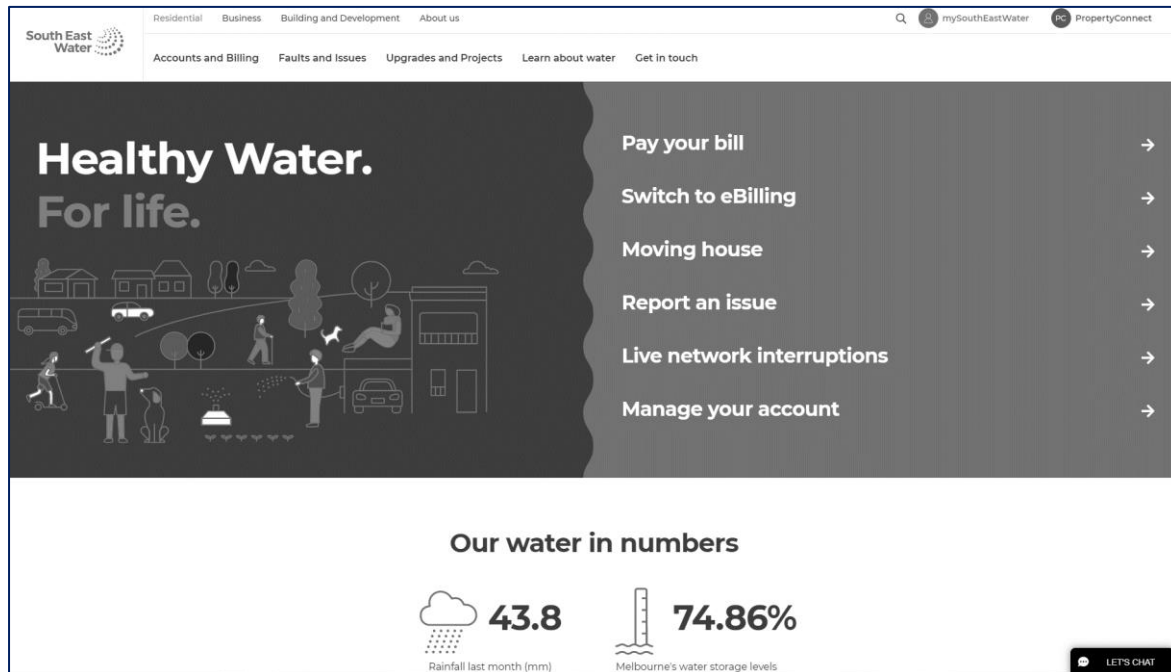 Residential Business Building and Development About us
mySouthEastWater
PC PropertyConnect
South East
Water
Accounts and Billing Faults and Issues Upgrades and Projects Learn about water Get in touch
Healthy Water.
For life.
Pay your bill
Switch to eBilling
Moving house
Report an issue
Live network interruptions
Manage your account
Our water in numbers
43.8
Rainfall last month (mm)
74.86%
Melbourne's water storage levels
LET'S CHAT